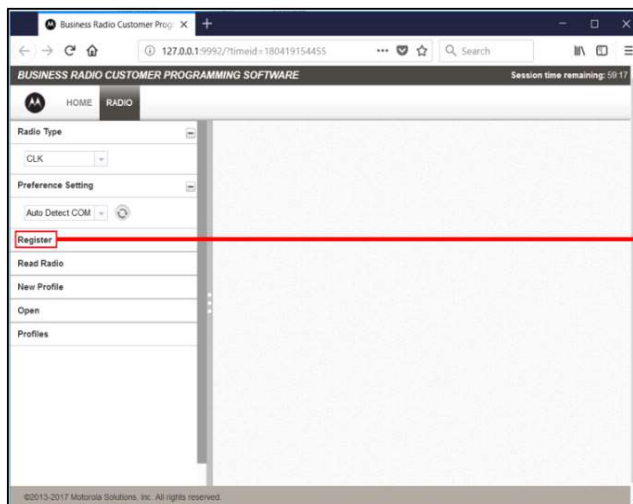 Business Radio Customer Prog
127.0.0.1:9992/?timeid=180419154455
Search
BUSINESS RADIO CUSTOMER PROGRAMMING SOFTWARE
Session time remaining: 59:17
HOME
RADIO
Radio Type
CLK
Preference Setting
Auto Detect COM
Register
Read Radio
New Profile
Open
Profiles
©2013-2017 Motorola Solutions, Inc. All rights reserved.